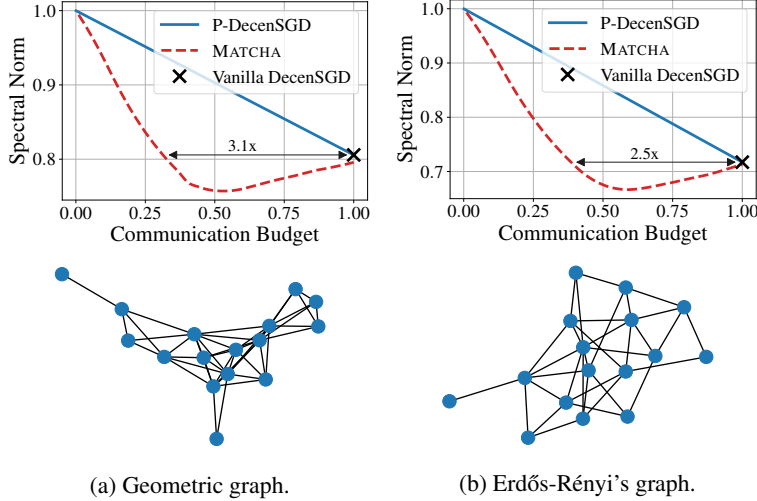 1.0
0.9
0.8
Spectral Norm
P-DecenSGD
MATCHA
Vanilla DecenSGD
3.1x
0.00 0.25 0.50 0.75 1.00
Communication Budget
1.0
0.9
0.8
0.7
Spectral Norm
P-DecenSGD
MATCHA
Vanilla DecenSGD
2.5x
0.00 0.25 0.50 0.75 1.00
Communication Budget
(a) Geometric graph.
(b) Erdős-Rényi's graph.